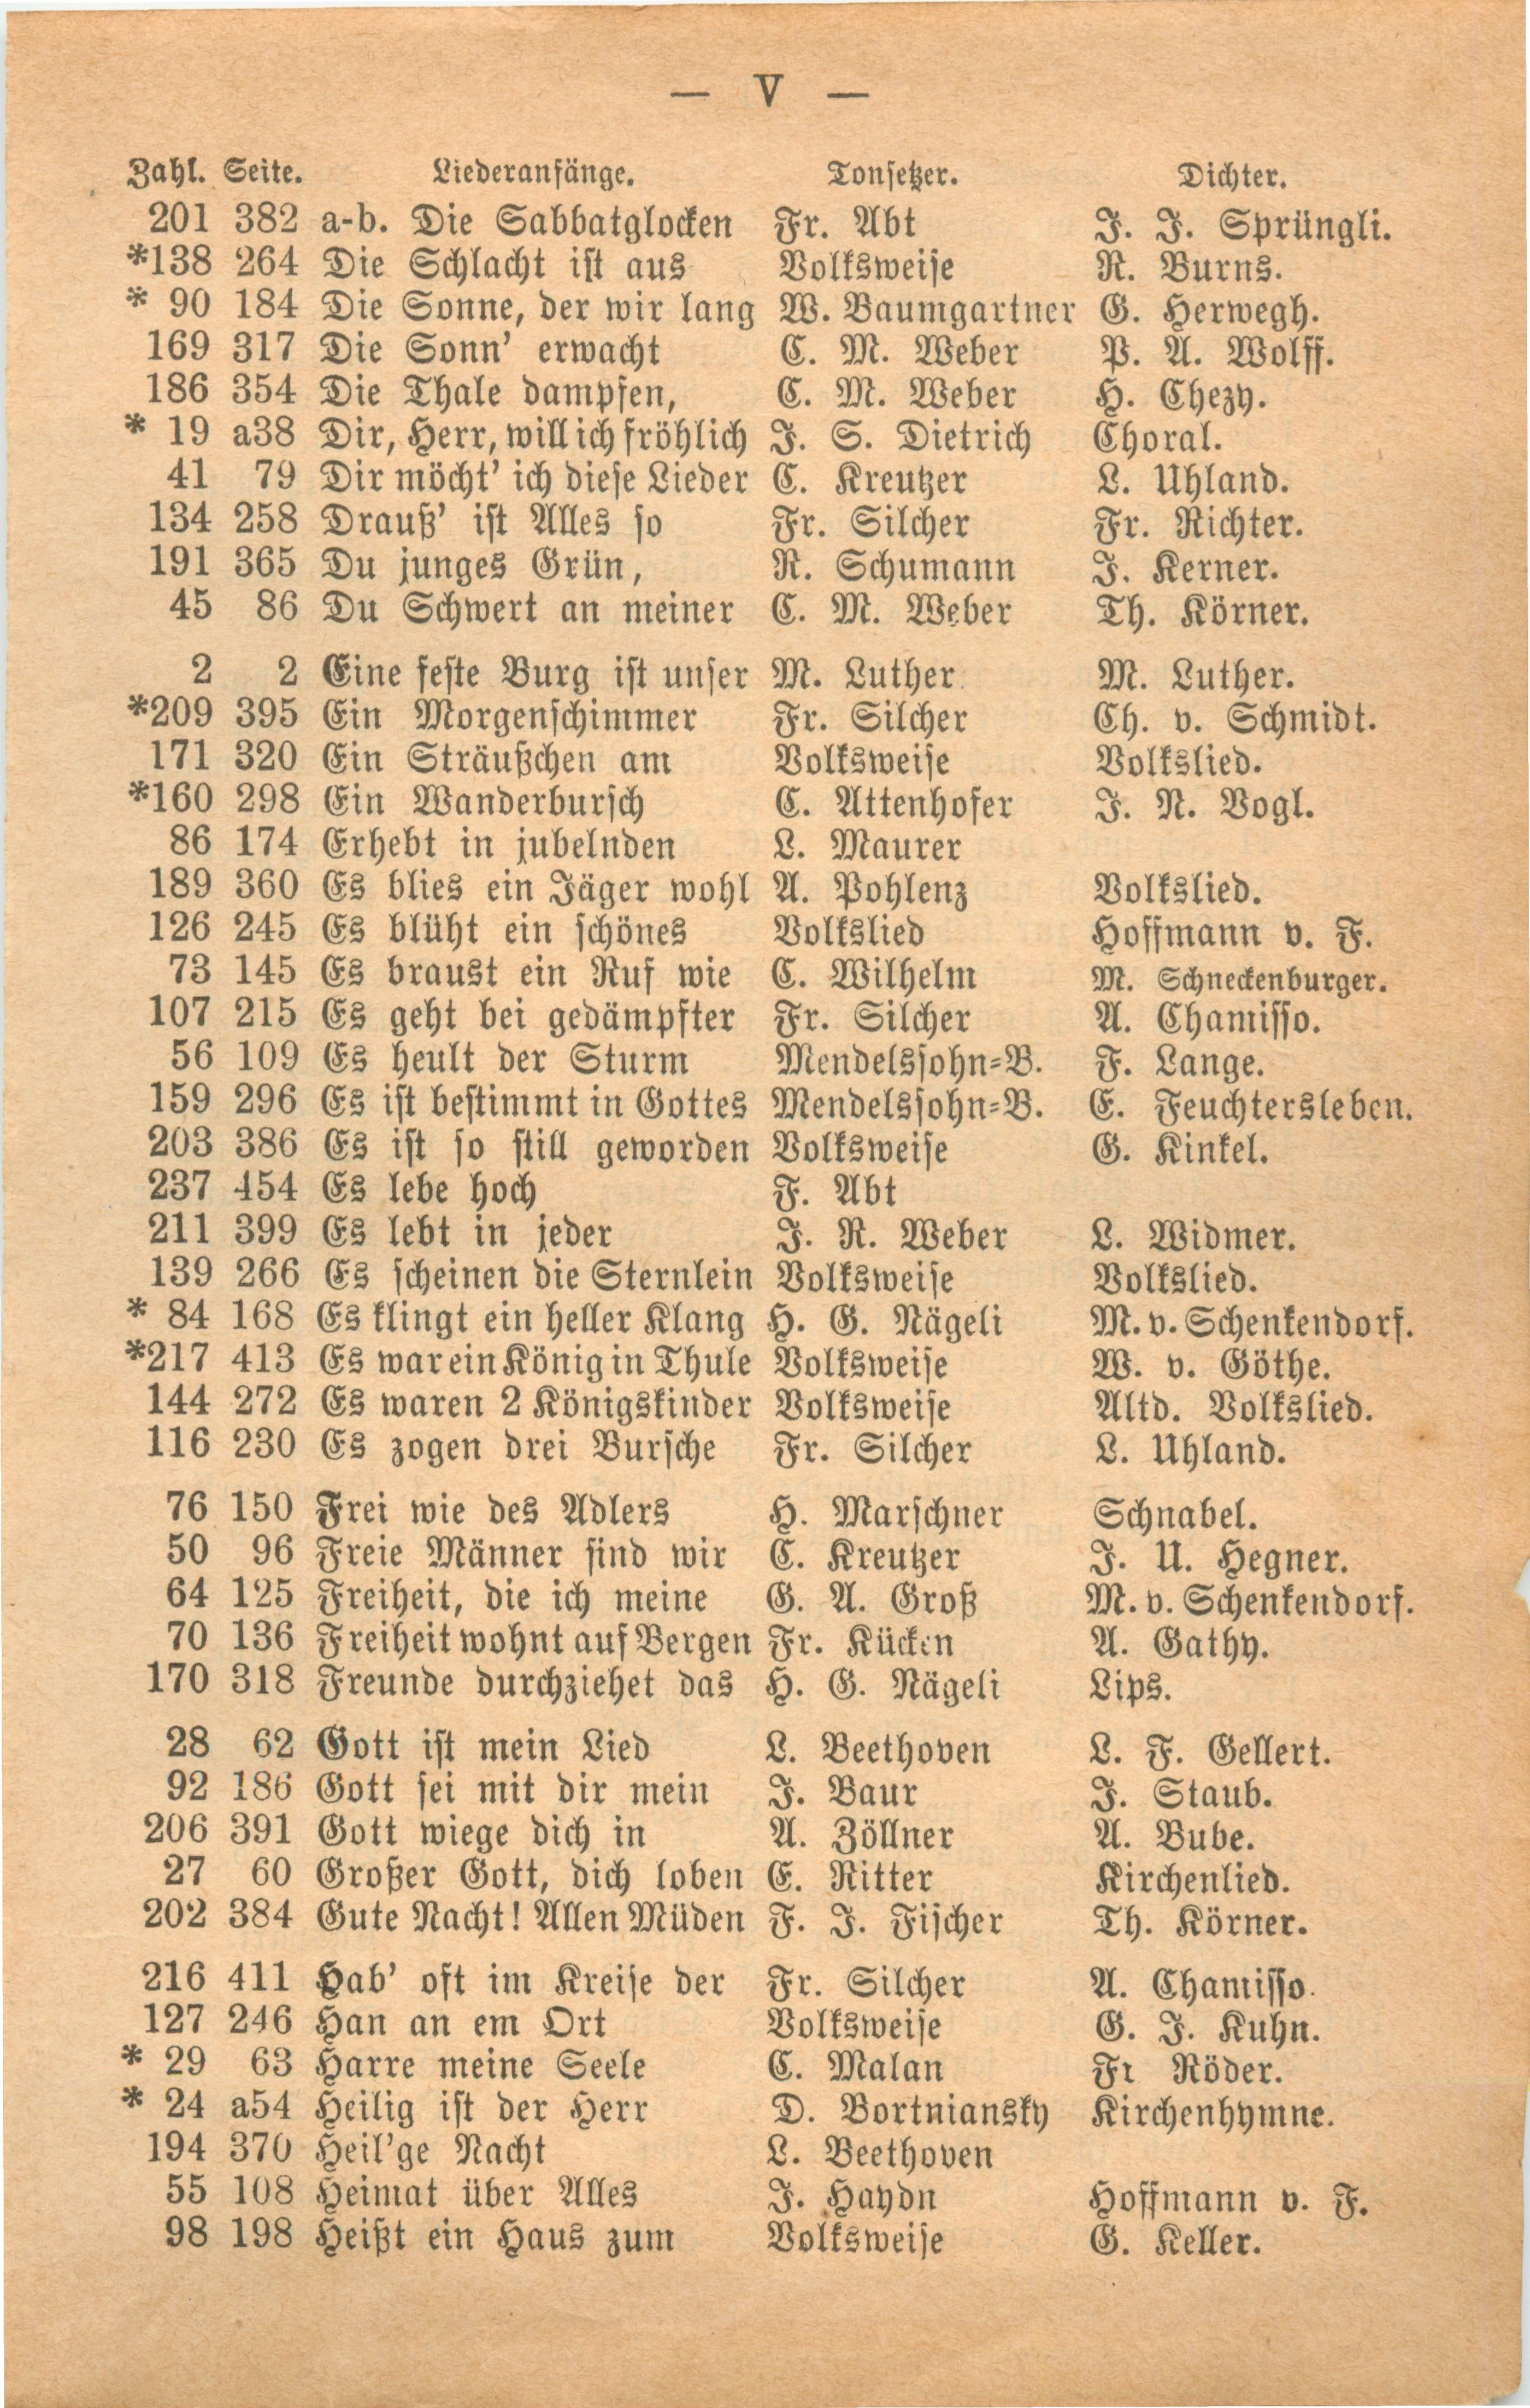 — V —
Zahl. Seite. Liederanfänge. Tonsetzer. Dichter.
201 382 a-b. Die Sabbatglocken Fr. Abt J. J. Sprüngli.
*138 264 Die Schlacht ist aus Volksweise R. Burns.
* 90 184 Die Sonne, der wir lang W. Baumgartner G. Herwegh.
169 317 Die Sonn' erwacht C. M. Weber P. A. Wolff.
186 354 Die Thale dampfen, C. M. Weber H. Chezy.
* 19 a38 Dir, Herr, will ich fröhlich J. S. Dietrich Choral.
41 79 Dir möcht' ich diese Lieder C. Kreutzer L. Uhland.
134 258 Drauß' ist Alles so Fr. Silcher Fr. Richter.
191 365 Du junges Grün, R. Schumann J. Kerner.
45 86 Du Schwert an meiner C. M. Weber Th. Körner.
2 2 Eine feste Burg ist unser M. Luther M. Luther.
*209 395 Ein Morgenschimmer Fr. Silcher Ch. v. Schmidt.
171 320 Ein Sträußchen am Volksweise Volkslied.
*160 298 Ein Wanderbursch C. Attenhofer J. N. Vogl.
86 174 Erhebt in jubelnden L. Maurer
189 360 Es blies ein Jäger wohl A. Pohlenz Volkslied.
126 245 Es blüht ein schönes Volkslied Hoffmann v. F.
73 145 Es braust ein Ruf wie C. Wilhelm M. Schneckenburger.
107 215 Es geht bei gedämpfter Fr. Silcher A. Chamisso.
56 109 Es heult der Sturm Mendelssohn-B. F. Lange.
159 296 Es ist bestimmt in Gottes Mendelssohn-B. E. Feuchtersleben.
203 386 Es ist so still geworden Volksweise G. Kinkel.
237 454 Es lebe hoch F. Abt
211 399 Es lebt in jeder J. R. Weber L. Widmer.
139 266 Es scheinen die Sternlein Volksweise Volkslied.
* 84 168 Es klingt ein heller Klang H. G. Nägeli M. v. Schenkendorf.
*217 413 Es war ein König in Thule Volksweise W. v. Göthe.
144 272 Es waren 2 Königskinder Volksweise Altd. Volkslied.
116 230 Es zogen drei Bursche Fr. Silcher L. Uhland.
76 150 Frei wie des Adlers H. Marschner Schnabel.
50 96 Freie Männer sind wir C. Kreutzer J. U. Hegner.
64 125 Freiheit, die ich meine G. A. Groß M. v. Schenkendorf.
70 136 Freiheit wohnt auf Bergen Fr. Kücken A. Gathy.
170 318 Freunde durchziehet das H. G. Nägeli Lips.
28 62 Gott ist mein Lied L. Beethoven L. F. Gellert.
92 186 Gott sei mit dir mein J. Baur J. Staub.
206 391 Gott wiege dich in A. Zöllner A. Bube.
27 60 Großer Gott, dich loben E. Ritter Kirchenlied.
202 384 Gute Nacht! Allen Müden F. J. Fischer Th. Körner.
216 411 Hab' oft im Kreise der Fr. Silcher A. Chamisso.
127 246 Han an em Ort Volksweise G. J. Kuhn.
* 29 63 Harre meine Seele C. Malan Fr Röder.
* 24 a54 Heilig ist der Herr D. Bortniansky Kirchenhymne.
194 370 Heil'ge Nacht L. Beethoven
55 108 Heimat über Alles J. Haydn Hoffmann v. F.
98 198 Heißt ein Haus zum Volksweise G. Keller.